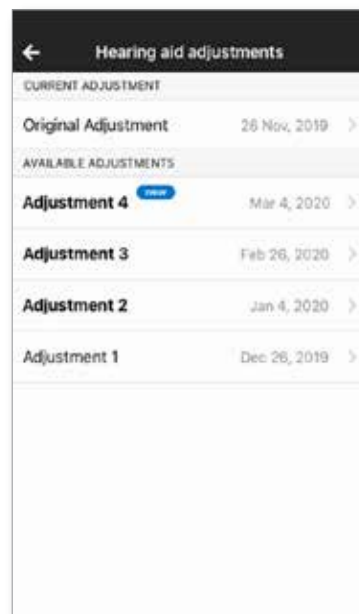 Hearing aid adjustments
CURRENT ADJUSTMENT
Original Adjustment 26 Nov, 2019
AVAILABLE ADJUSTMENTS
Adjustment 4 new Mar 4, 2020
Adjustment 3 Feb 26, 2020
Adjustment 2 Jan 4, 2020
Adjustment 1 Dec 26, 2019